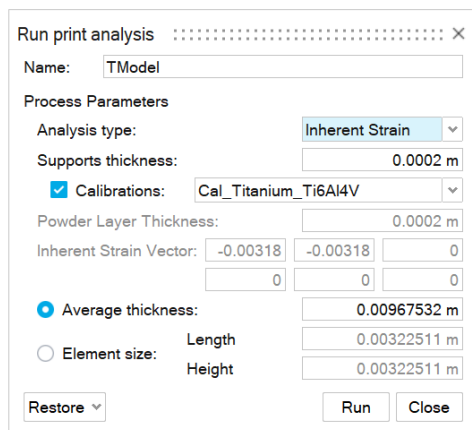 Run print analysis
Name: TModel
Process Parameters
Analysis type: Inherent Strain
Supports thickness: 0.0002 m
Calibrations: Cal_Titanium_Ti6Al4V
Powder Layer Thickness: 0.0002 m
Inherent Strain Vector: -0.00318 -0.00318 0
0 0 0
Average thickness: 0.00967532 m
Element size: Length 0.00322511 m
Height 0.00322511 m
Restore Run Close